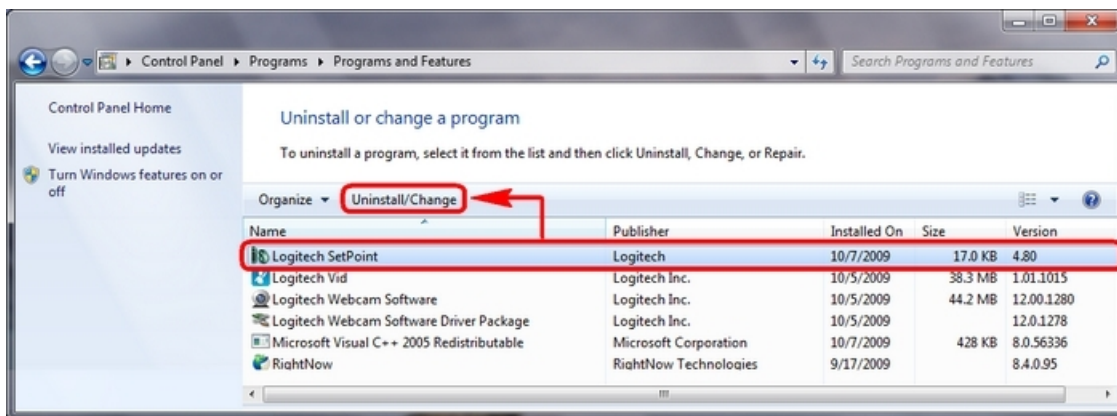 Control Panel Programs Programs and Features Search Programs and Features
Control Panel Home
View installed updates
Turn Windows features on or
off
Uninstall or change a program
To uninstall a program, select it from the list and then click Uninstall, Change, or Repair.
Organize Uninstall/Change
Name Publisher Installed On Size Version
Logitech SetPoint Logitech 10/7/2009 17.0 KB 4.80
Logitech Vid Logitech Inc. 10/5/2009 38.3 MB 1.01.1015
Logitech Webcam Software Logitech Inc. 10/5/2009 44.2 MB 12.00.1280
Logitech Webcam Software Driver Package Logitech Inc. 10/5/2009 12.0.1278
Microsoft Visual C++ 2005 Redistributable Microsoft Corporation 10/7/2009 428 KB 8.0.56336
RightNow RightNow Technologies 9/17/2009 8.4.0.95